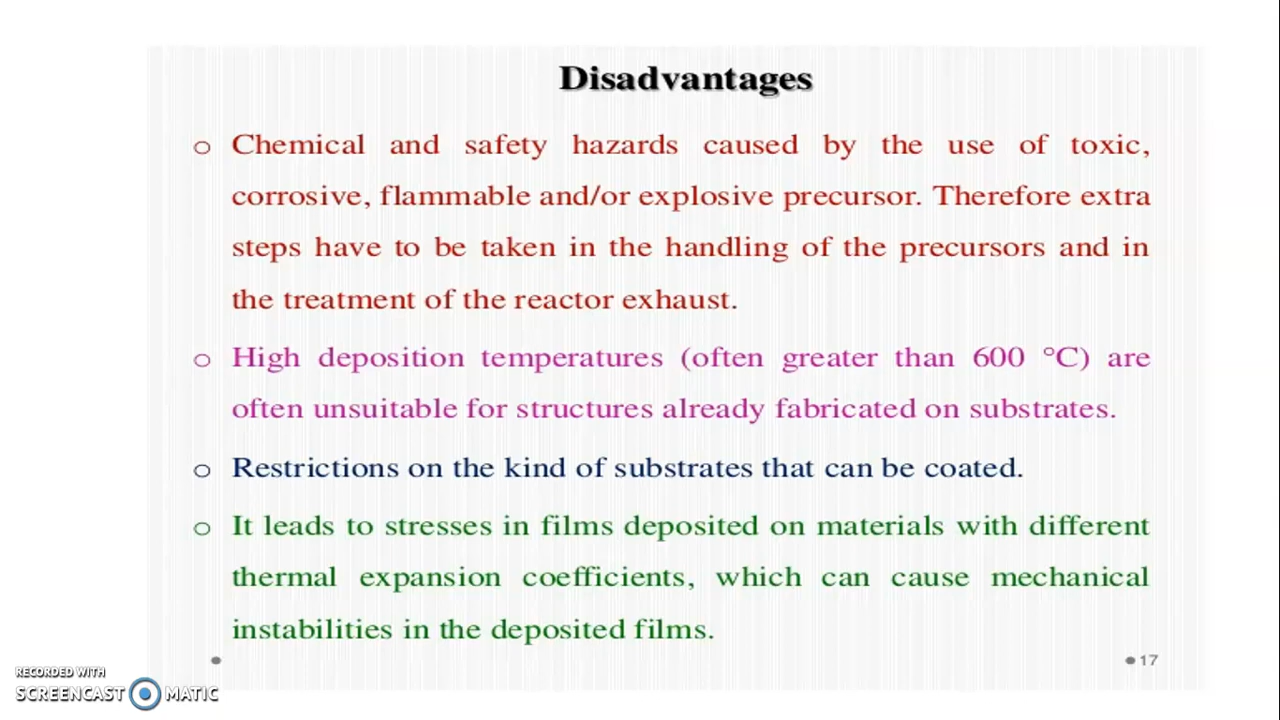 Disadvantages
o Chemical and safety hazards caused by the use of toxic,
corrosive, flammable and/or explosive precursor. Therefore extra
steps have to be taken in the handling of the precursors and in
the treatment of the reactor exhaust.
o High deposition temperatures (often greater than 600 °C) are
often unsuitable for structures already fabricated on substrates.
o Restrictions on the kind of substrates that can be coated.
o It leads to stresses in films deposited on materials with different
thermal expansion coefficients, which can cause mechanical
instabilities in the deposited films.
• •17
RECORDED WITH
SCREENCAST MATIC